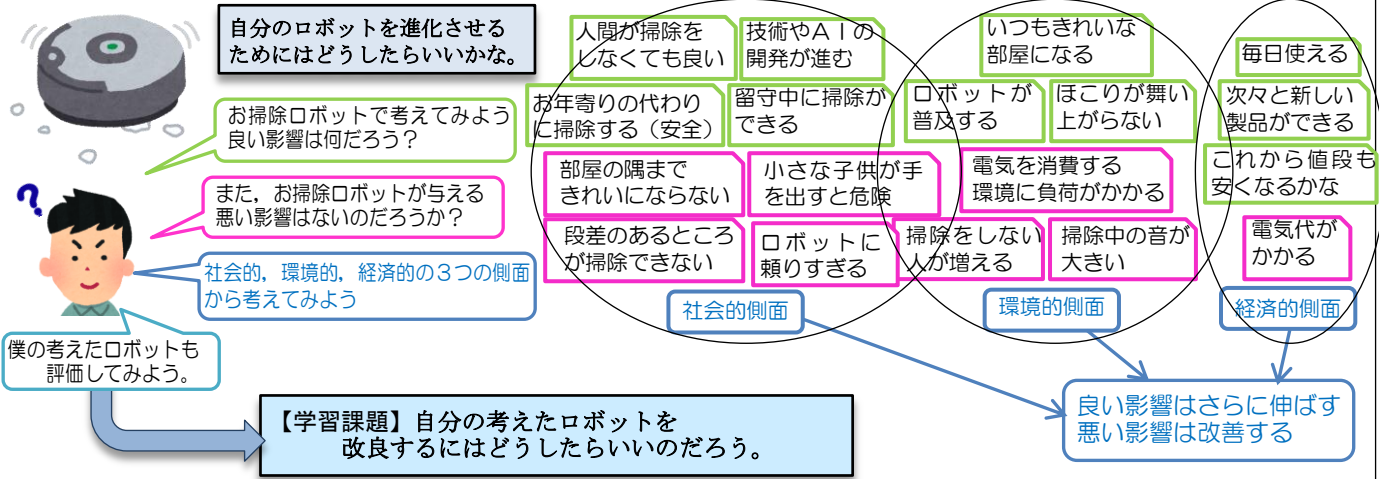 自分のロボットを進化させる
ためにはどうしたらいいかな。
お掃除ロボットで考えてみよう
良い影響は何だろう？
また，お掃除ロボットが与える
悪い影響はないのだろうか？
社会的，環境的，経済的の３つの側面
から考えてみよう
僕の考えたロボットも
評価してみよう。
【学習課題】自分の考えたロボットを
改良するにはどうしたらいいのだろう。
人間が掃除を
しなくても良い
技術やＡＩの
開発が進む
お年寄りの代わり
に掃除する（安全）
留守中に掃除が
できる
部屋の隅まで
きれいにならない
小さな子供が手
を出すと危険
段差のあるところ
が掃除できない
ロボットに
頼りすぎる
社会的側面
いつもきれいな
部屋になる
ロボットが
普及する
ほこりが舞い
上がらない
電気を消費する
環境に負荷がかかる
掃除をしない
人が増える
掃除中の音が
大きい
環境的側面
毎日使える
次々と新しい
製品ができる
これから値段も
安くなるかな
電気代が
かかる
経済的側面
良い影響はさらに伸ばす
悪い影響は改善する